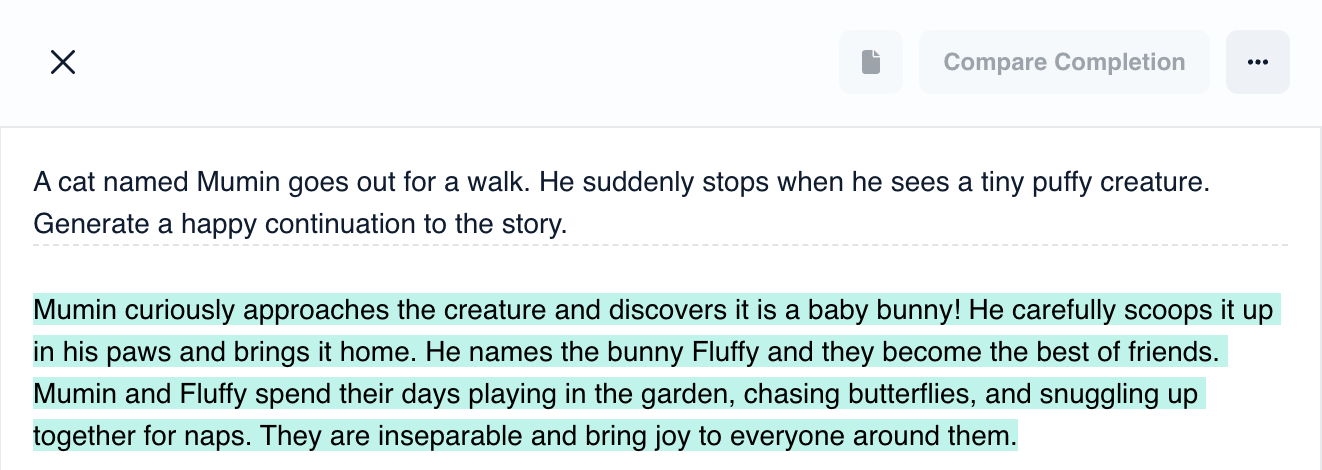 Compare Completion
A cat named Mumin goes out for a walk. He suddenly stops when he sees a tiny puffy creature.
Generate a happy continuation to the story.
Mumin curiously approaches the creature and discovers it is a baby bunny! He carefully scoops it up
in his paws and brings it home. He names the bunny Fluffy and they become the best of friends.
Mumin and Fluffy spend their days playing in the garden, chasing butterflies, and snuggling up
together for naps. They are inseparable and bring joy to everyone around them.